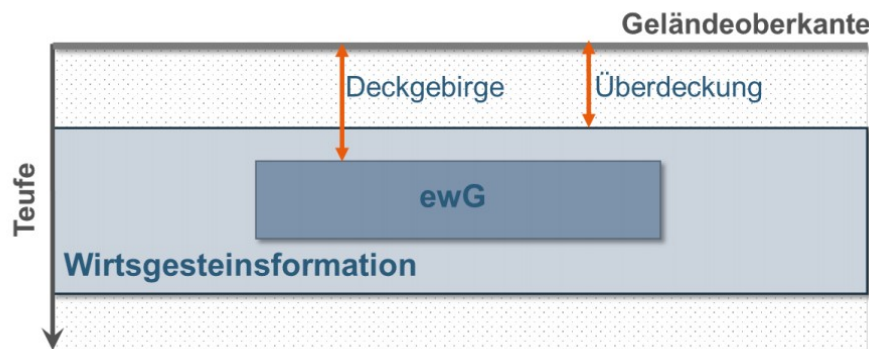 Geländeoberkante
Deckgebirge
Überdeckung
Teufe
ewG
Wirtsgesteinsformation